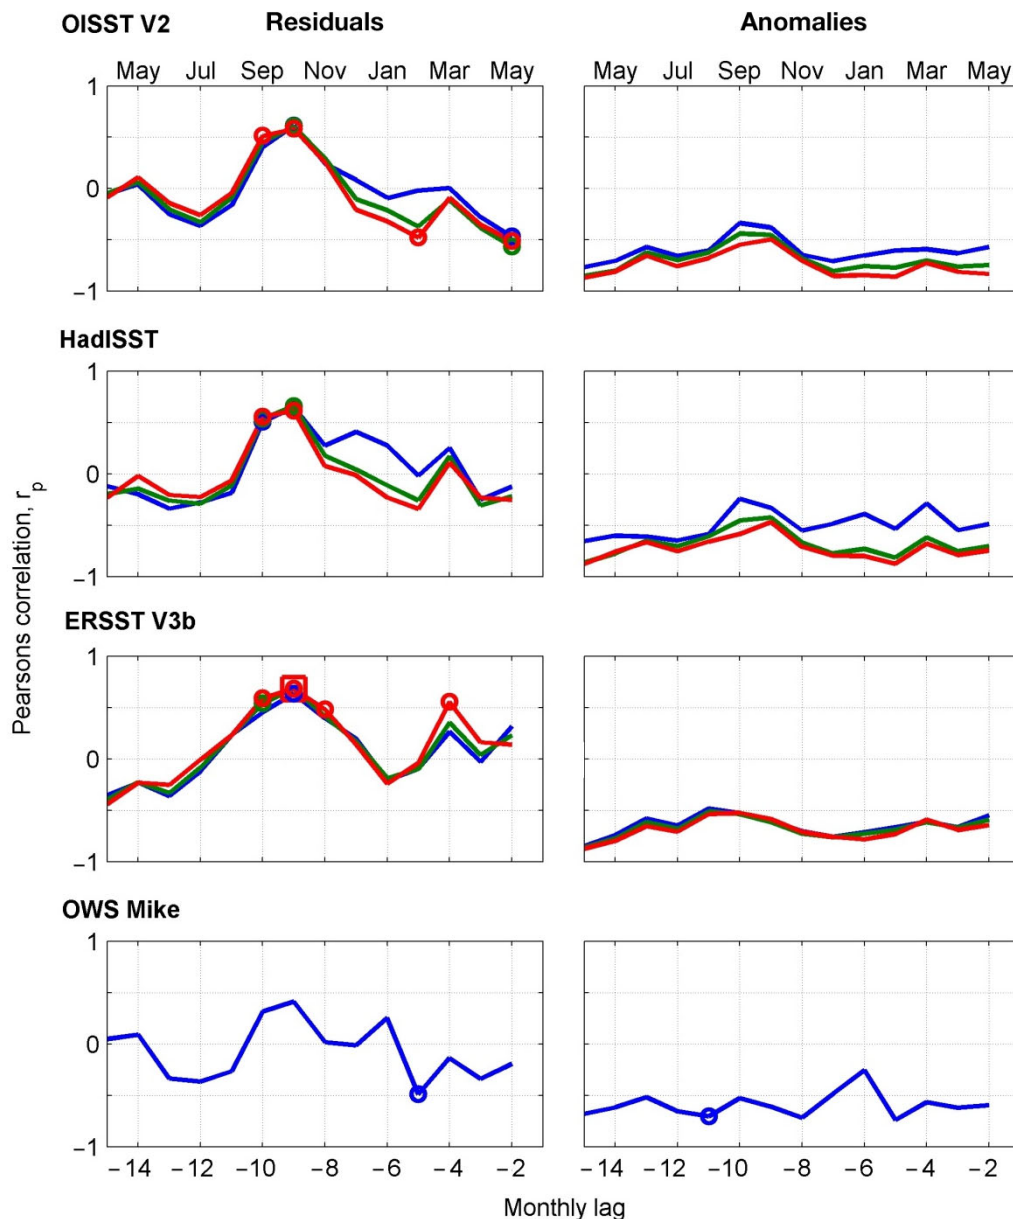 OISST V2 Residuals Anomalies
May Jul Sep Nov Jan Mar May May Jul Sep Nov Jan Mar May
1
0
−1
HadISST
1
0
−1
ERSST V3b
1
0
−1
OWS Mike
1
0
−1
Pearsons correlation, r_p
−14 −12 −10 −8 −6 −4 −2 −14 −12 −10 −8 −6 −4 −2
Monthly lag